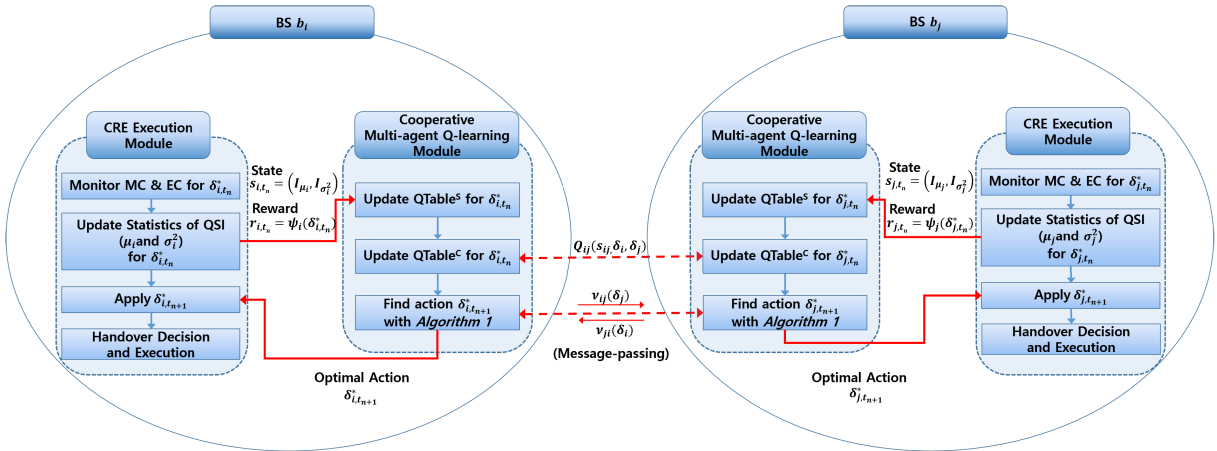 BS b_i
CRE Execution
Module
Monitor MC & EC for δ*_{i,t_n}
Update Statistics of QSI
(μ_i and σ_i^2)
for δ*_{i,t_n}
Apply δ*_{i,t_{n+1}}
Handover Decision
and Execution
State
s_{i,t_n} = (I_{μ_i}, I_{σ_i^2})
Reward
r_{i,t_n} = ψ_i(δ*_{i,t_n})
Cooperative
Multi-agent Q-learning
Module
Update QTable^S for δ*_{i,t_n}
Update QTable^C for δ*_{i,t_n}
Find action δ*_{i,t_{n+1}}
with Algorithm 1
Optimal Action
δ*_{i,t_{n+1}}
Q_{ij}(s_{ij}, δ_i, δ_j)
ν_{ij}(δ_j)
ν_{ji}(δ_i)
(Message-passing)
BS b_j
Cooperative
Multi-agent Q-learning
Module
Update QTable^S for δ*_{j,t_n}
Update QTable^C for δ*_{j,t_n}
Find action δ*_{j,t_{n+1}}
with Algorithm 1
State
s_{j,t_n} = (I_{μ_j}, I_{σ_j^2})
Reward
r_{j,t_n} = ψ_j(δ*_{j,t_n})
CRE Execution
Module
Monitor MC & EC for δ*_{j,t_n}
Update Statistics of QSI
(μ_j and σ_j^2)
for δ*_{j,t_n}
Apply δ*_{j,t_{n+1}}
Handover Decision
and Execution
Optimal Action
δ*_{j,t_{n+1}}